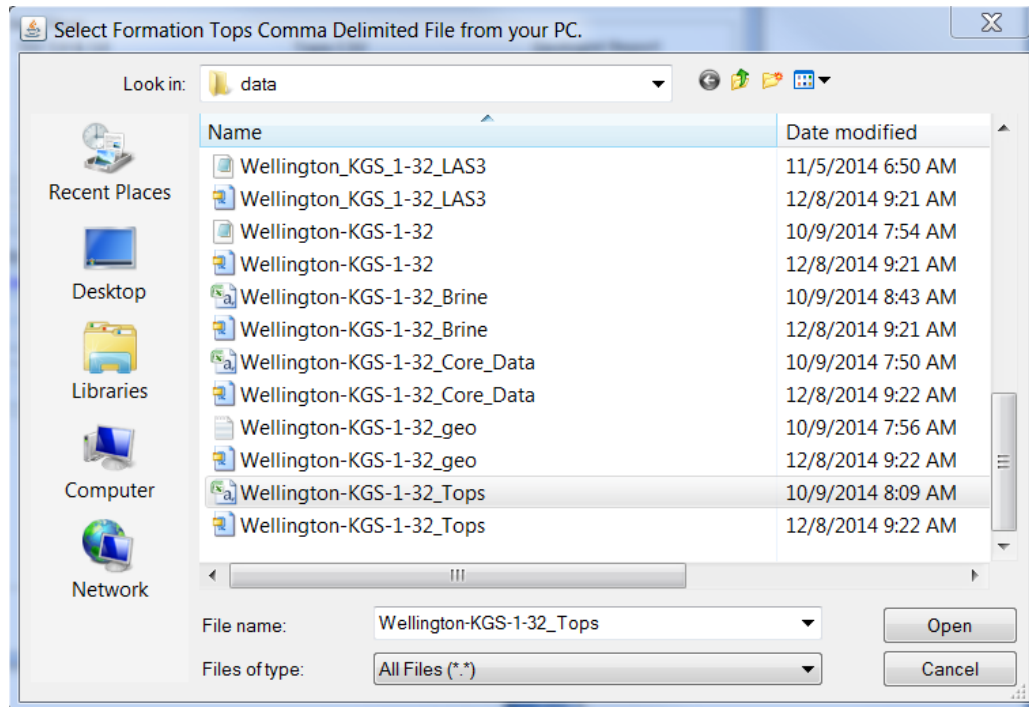 Select Formation Tops Comma Delimited File from your PC.
Look in: data
Name Date modified
Wellington_KGS_1-32_LAS3 11/5/2014 6:50 AM
Wellington_KGS_1-32_LAS3 12/8/2014 9:21 AM
Wellington-KGS-1-32 10/9/2014 7:54 AM
Wellington-KGS-1-32 12/8/2014 9:21 AM
Wellington-KGS-1-32_Brine 10/9/2014 8:43 AM
Wellington-KGS-1-32_Brine 12/8/2014 9:21 AM
Wellington-KGS-1-32_Core_Data 10/9/2014 7:50 AM
Wellington-KGS-1-32_Core_Data 12/8/2014 9:22 AM
Wellington-KGS-1-32_geo 10/9/2014 7:56 AM
Wellington-KGS-1-32_geo 12/8/2014 9:22 AM
Wellington-KGS-1-32_Tops 10/9/2014 8:09 AM
Wellington-KGS-1-32_Tops 12/8/2014 9:22 AM
Recent Places
Desktop
Libraries
Computer
Network
File name: Wellington-KGS-1-32_Tops Open
Files of type: All Files (*.*) Cancel